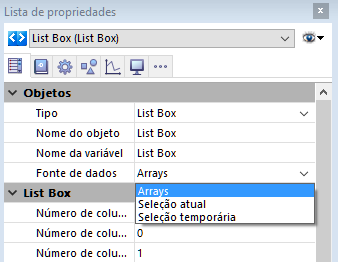 Lista de propriedades
List Box (List Box)
Objetos
Tipo List Box
Nome do objeto List Box
Nome da variável List Box
Fonte de dados Arrays
Arrays
List Box
Seleção atual
Número de colu...
Seleção temporária
Número de colu... 0
Número de colu... 1